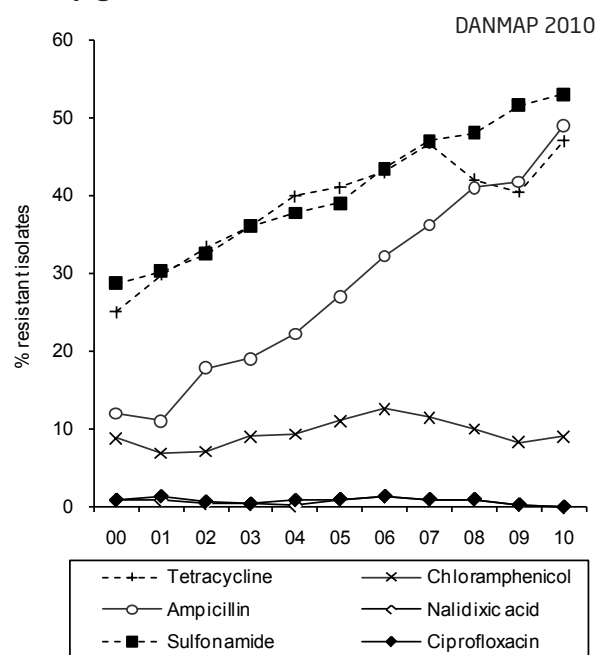 DANMAP 2010
60
50
40
30
20
10
0
% resistant isolates
00 01 02 03 04 05 06 07 08 09 10
Tetracycline Chloramphenicol
Ampicillin Nalidixic acid
Sulfonamide Ciprofloxacin